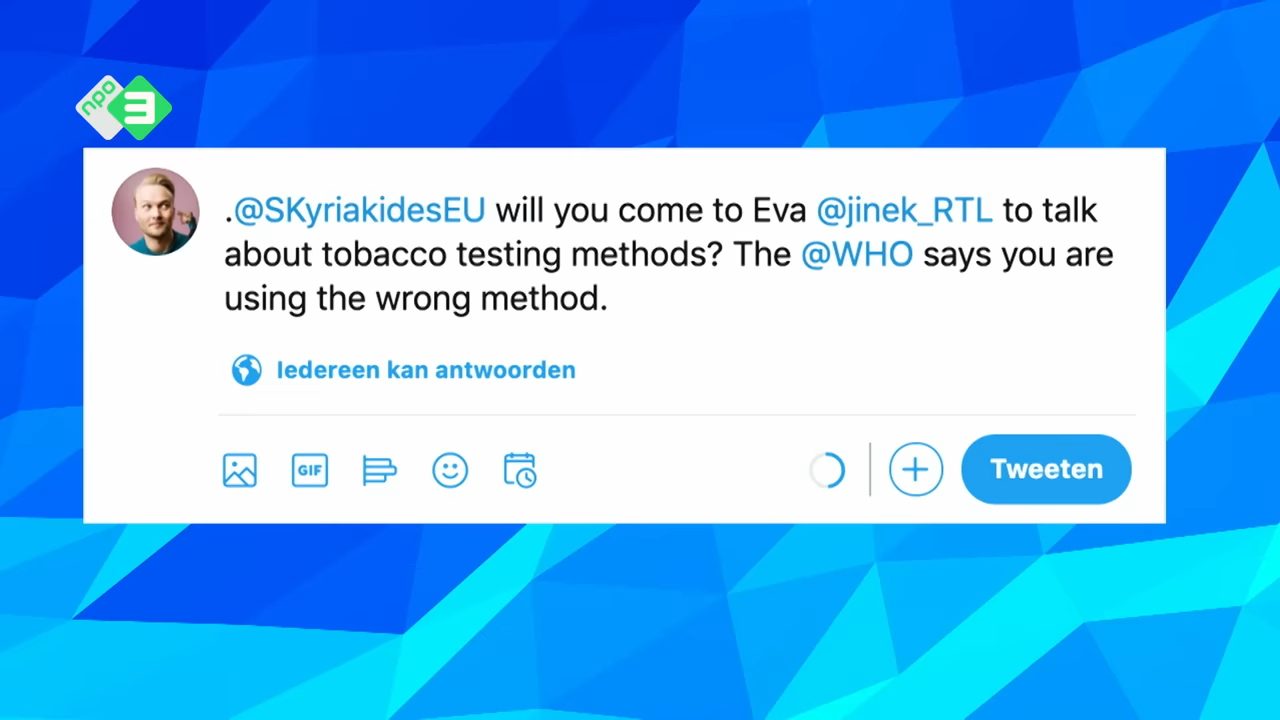 npo
3
.@SKyriakidesEU will you come to Eva @jinek_RTL to talk
about tobacco testing methods? The @WHO says you are
using the wrong method.
Iedereen kan antwoorden
GIF
Tweeten